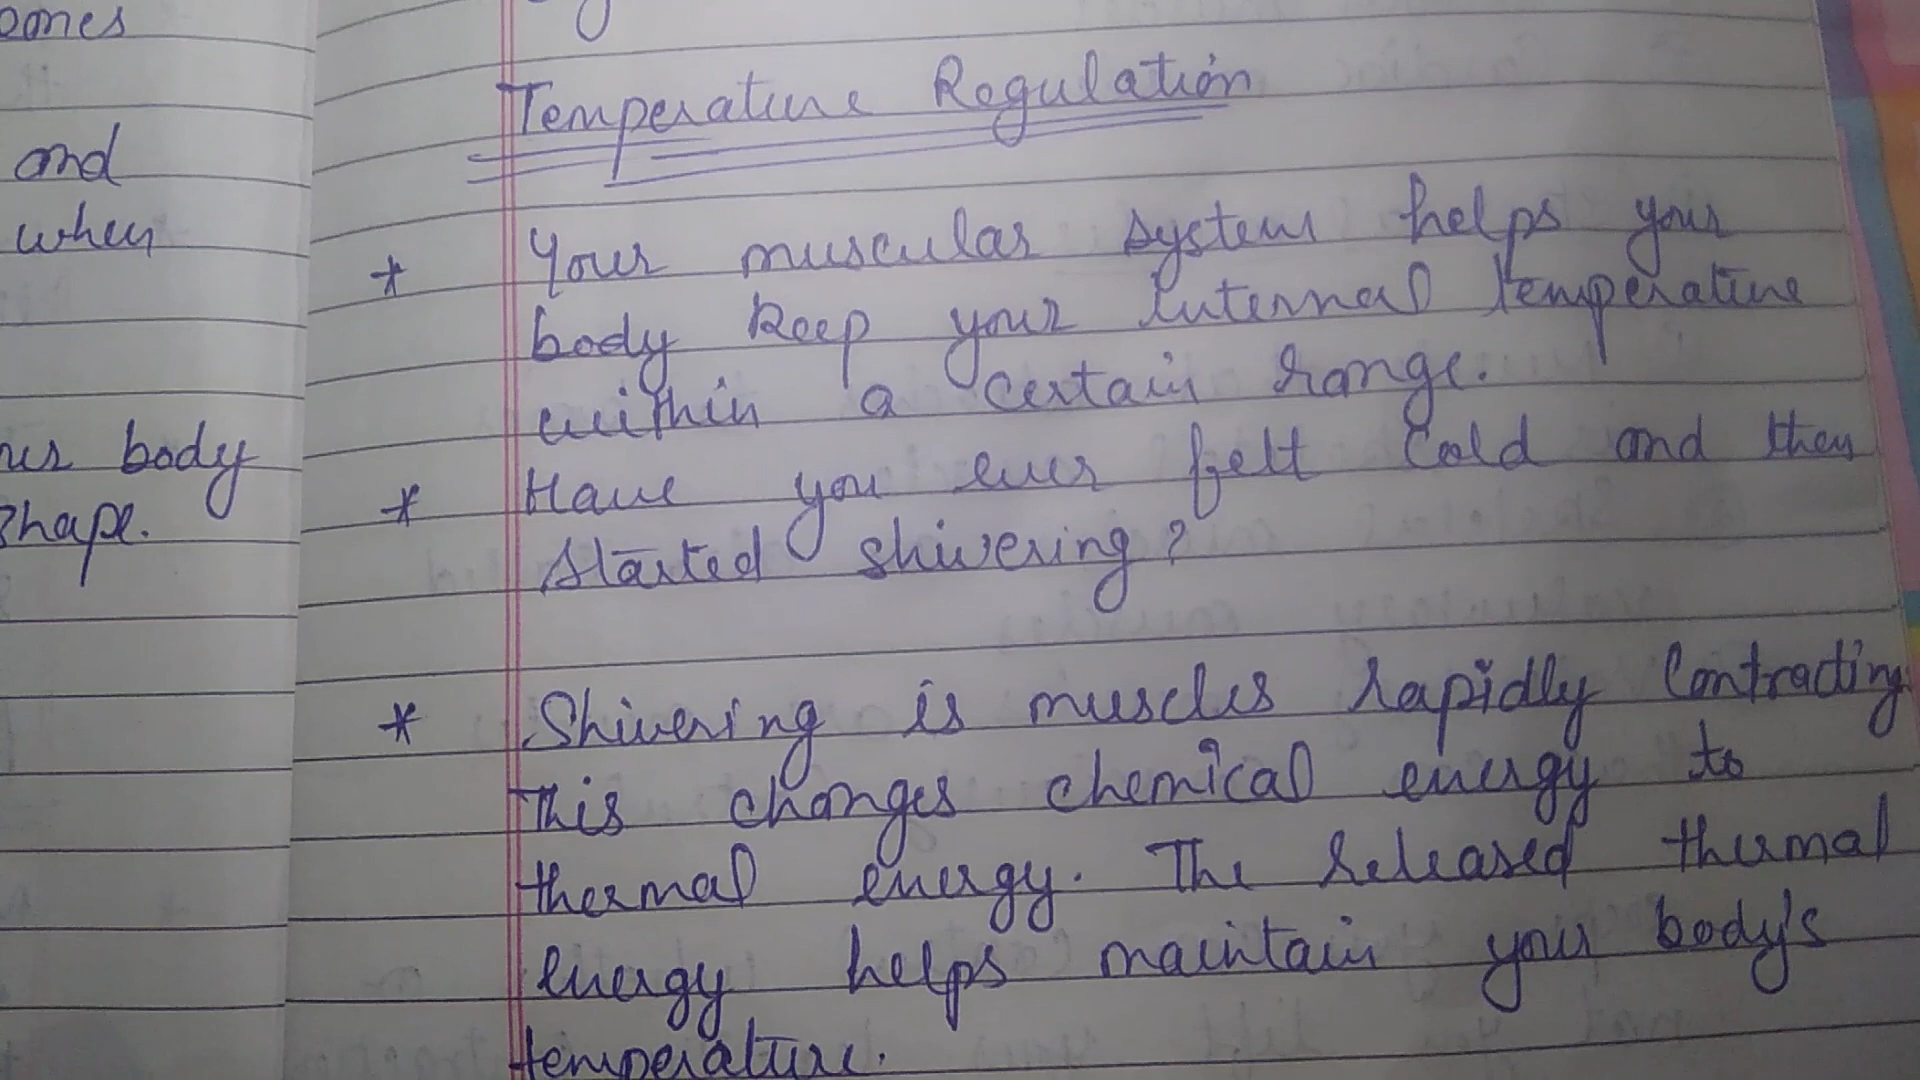 ones
and
when
body
shape.
Temperature Regulation
* Your muscular system helps your
body keep your internal temperature
within a certain range.
* Have you ever felt cold and then
started shivering?
* Shivering is muscles rapidly Contracting
This changes chemical energy to
thermal energy. The released thermal
energy helps maintain your body's
temperature.